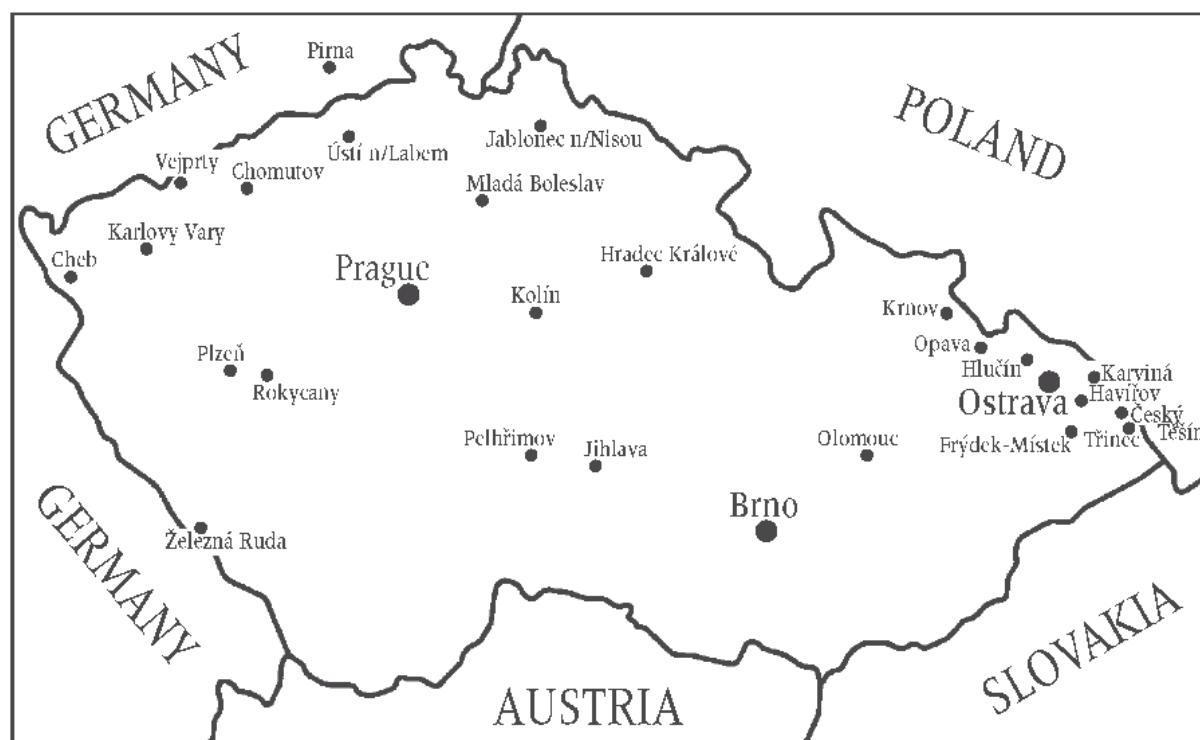 Pirna
GERMANY
POLAND
Jablonec n/Nisou
Ústí n/Labem
Vejprty
Chomutov
Mladá Boleslav
Karlovy Vary
Cheb
Hradec Králové
Prague
Kolín
Krnov
Opava
Plzeň
Hlučín
Karviná
Rokycany
Havířov
Ostrava
Český
Těšín
Pelhřimov
Jihlava
Olomouc
Frýdek-Místek
Třinec
Brno
GERMANY
Železná Ruda
SLOVAKIA
AUSTRIA